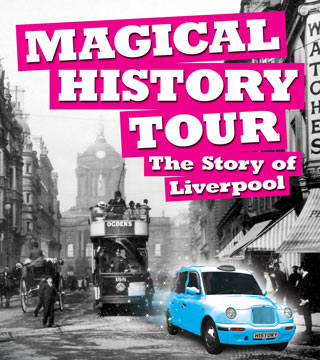 MAGICAL
HISTORY
TOUR
The Story of
Liverpool
WATCHES
OGDEN'S
HISTORY